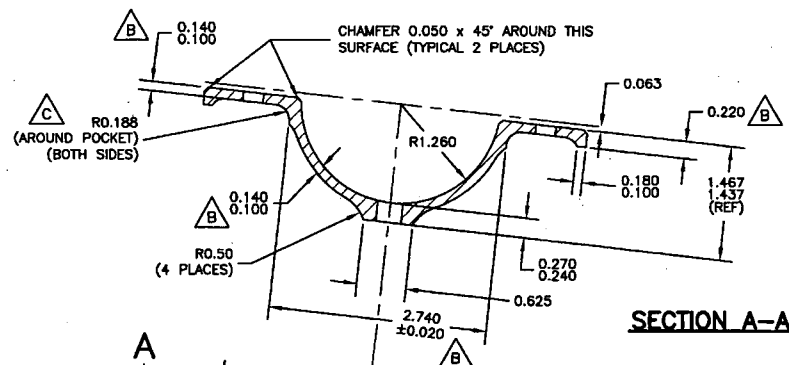 B
0.140
0.100
CHAMFER 0.050 x 45° AROUND THIS
SURFACE (TYPICAL 2 PLACES)
0.063
0.220
B
C
R0.188
(AROUND POCKET)
(BOTH SIDES)
R1.260
0.180
0.100
1.467
1.437
(REF)
B
0.140
0.100
R0.50
(4 PLACES)
0.270
0.240
0.625
2.740
±0.020
B
SECTION A-A
A